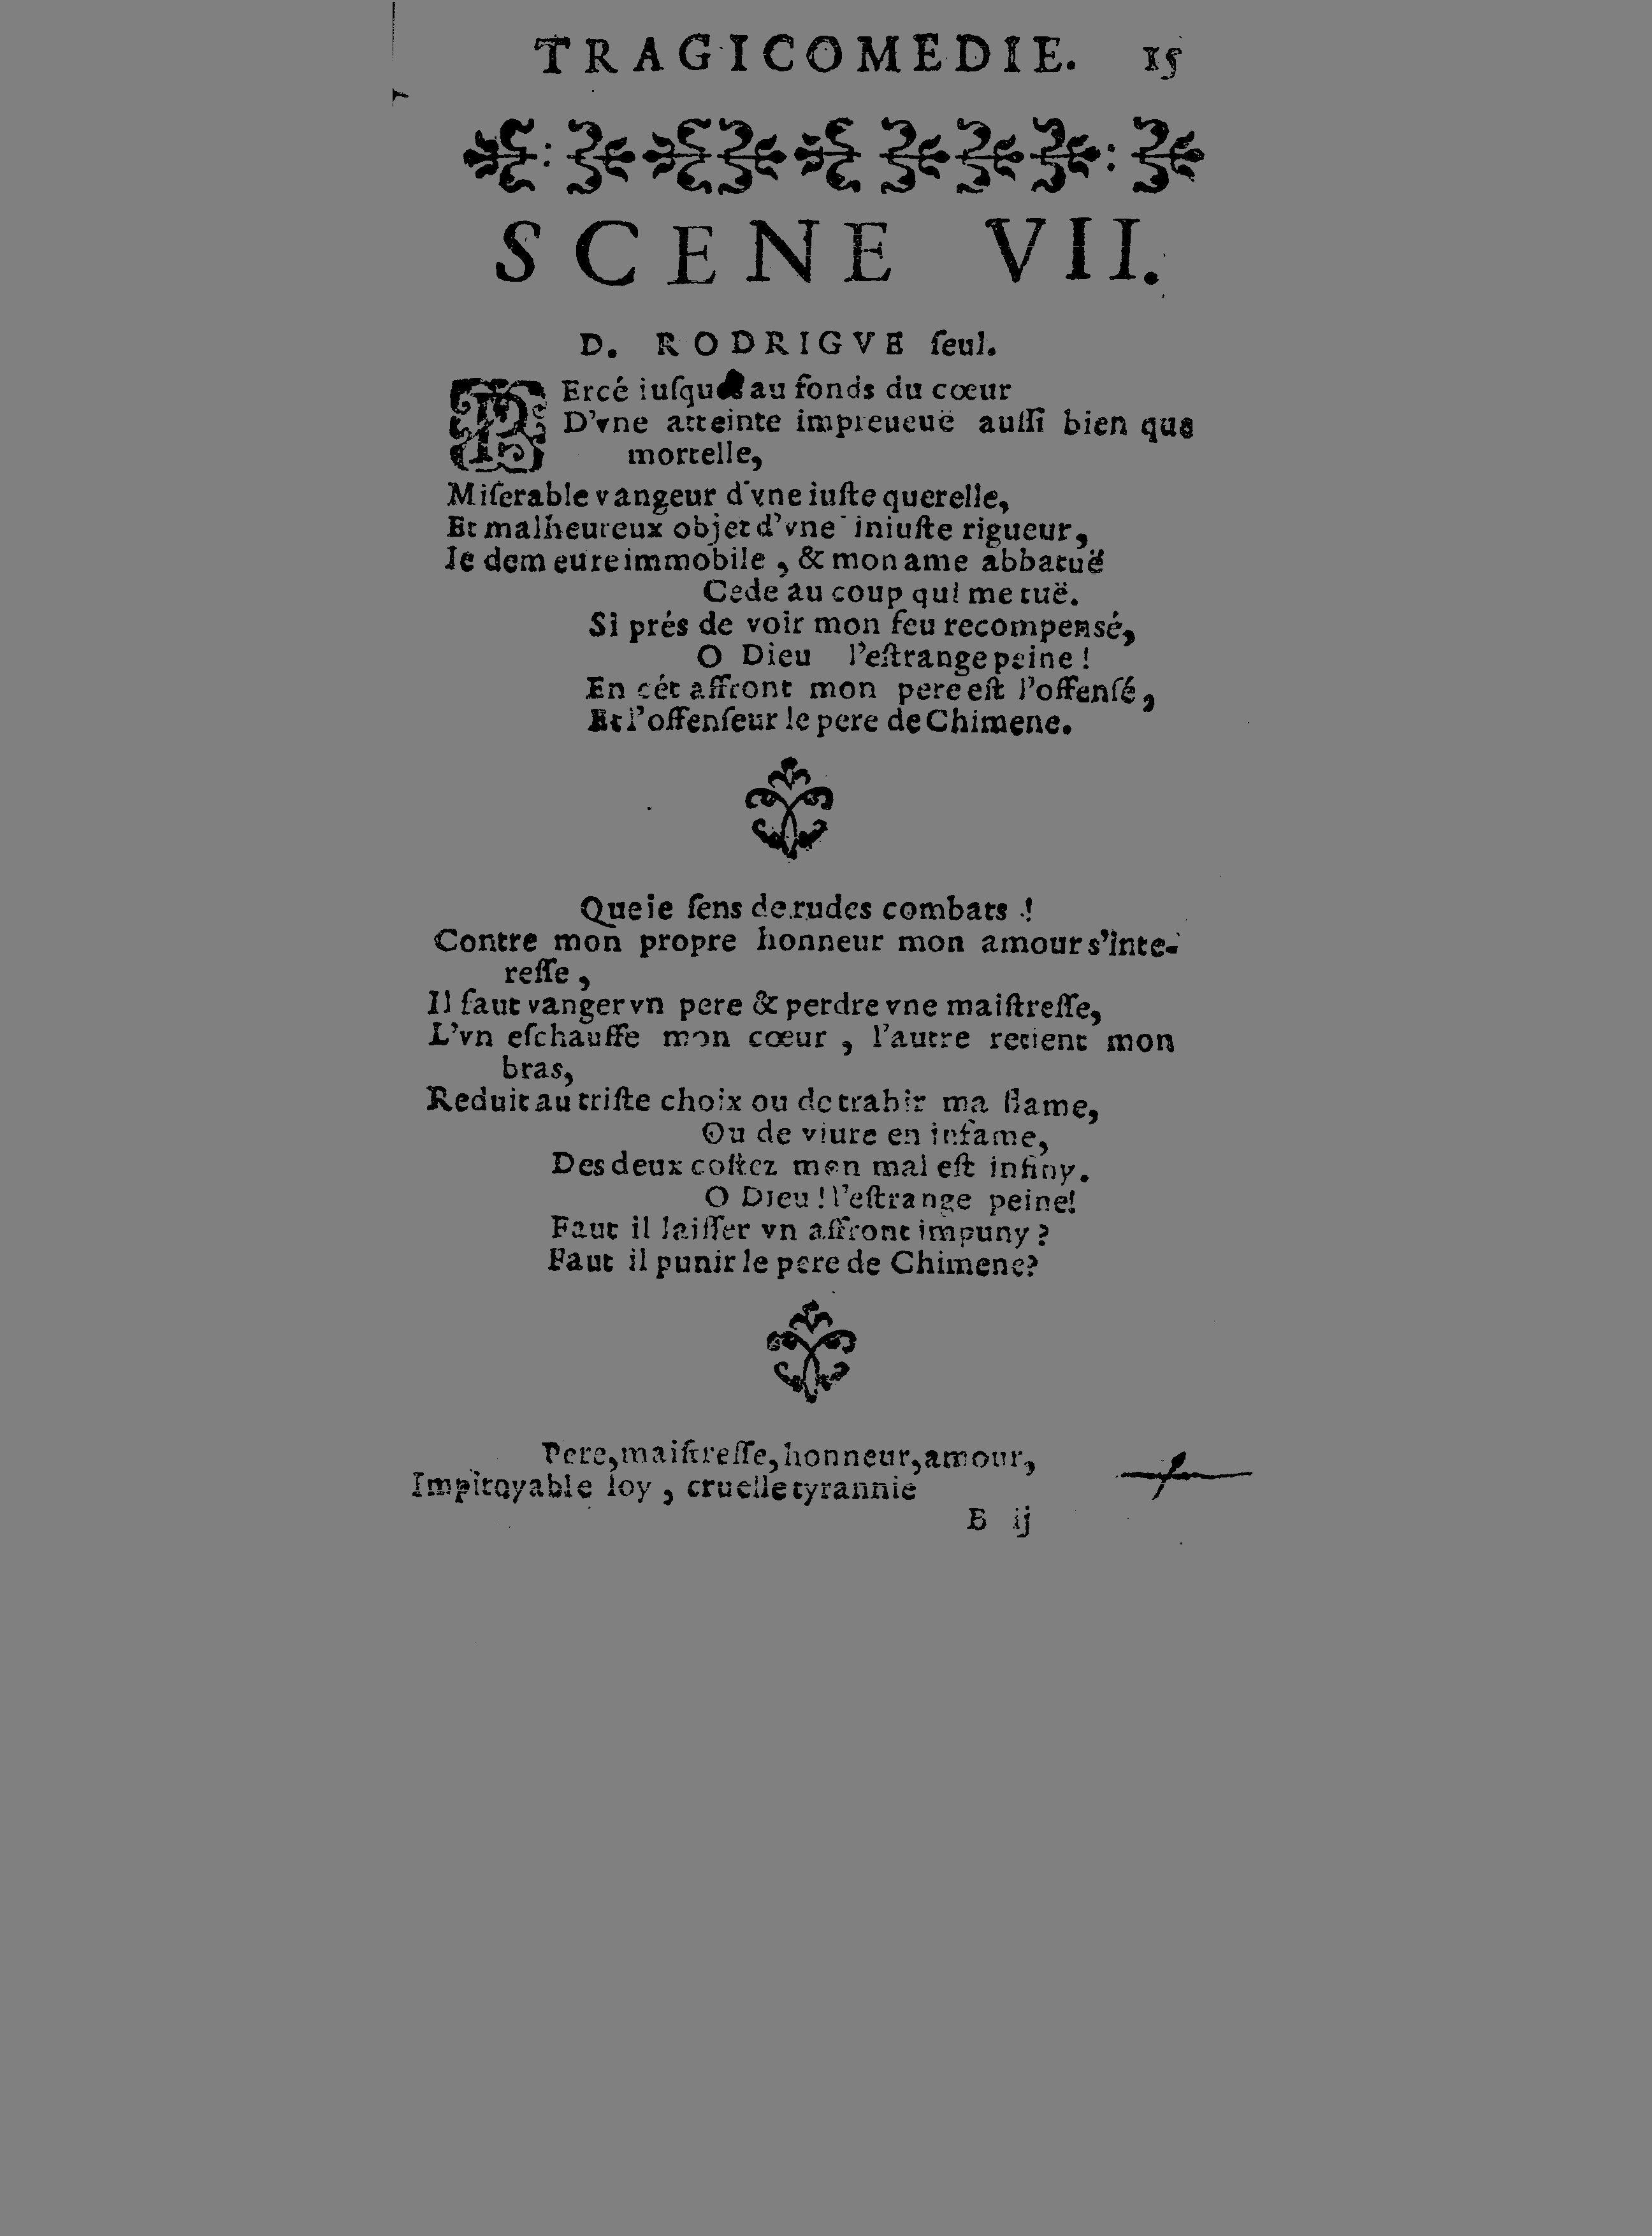 TRAGICOMEDIE. 15
SCENE VII.
D. RODRIGVE ſeul.
PErcé iuſques au fonds du cœur
D'vne atteinte impreueuë auſſi bien que
mortelle,
Miſerable vangeur d'vne iuſte querelle,
Et malheureux objet d'vne iniuſte rigueur,
Ie demeure immobile, & mon ame abbatuë
Cede au coup qui me tuë.
Si prés de voir mon feu recompensé,
O Dieu l'eſtrange peine !
En cét affront mon pere eſt l'offenſé,
Et l'offenſeur le pere de Chimene.
Que ie ſens de rudes combats !
Contre mon propre honneur mon amour s'inte-
reſſe,
Il faut vanger vn pere & perdre vne maiſtreſſe,
L'vn eſchauffe mon cœur, l'autre retient mon
bras,
Reduit au triſte choix ou de trahir ma flame,
Ou de viure en infame,
Des deux coſtez mon mal eſt infiny.
O Dieu ! l'eſtrange peine!
Faut il laiſſer vn affront impuny ?
Faut il punir le pere de Chimene?
Pere, maiſtreſſe, honneur, amour,
Impitoyable loy, cruelle tyrannie
B ij